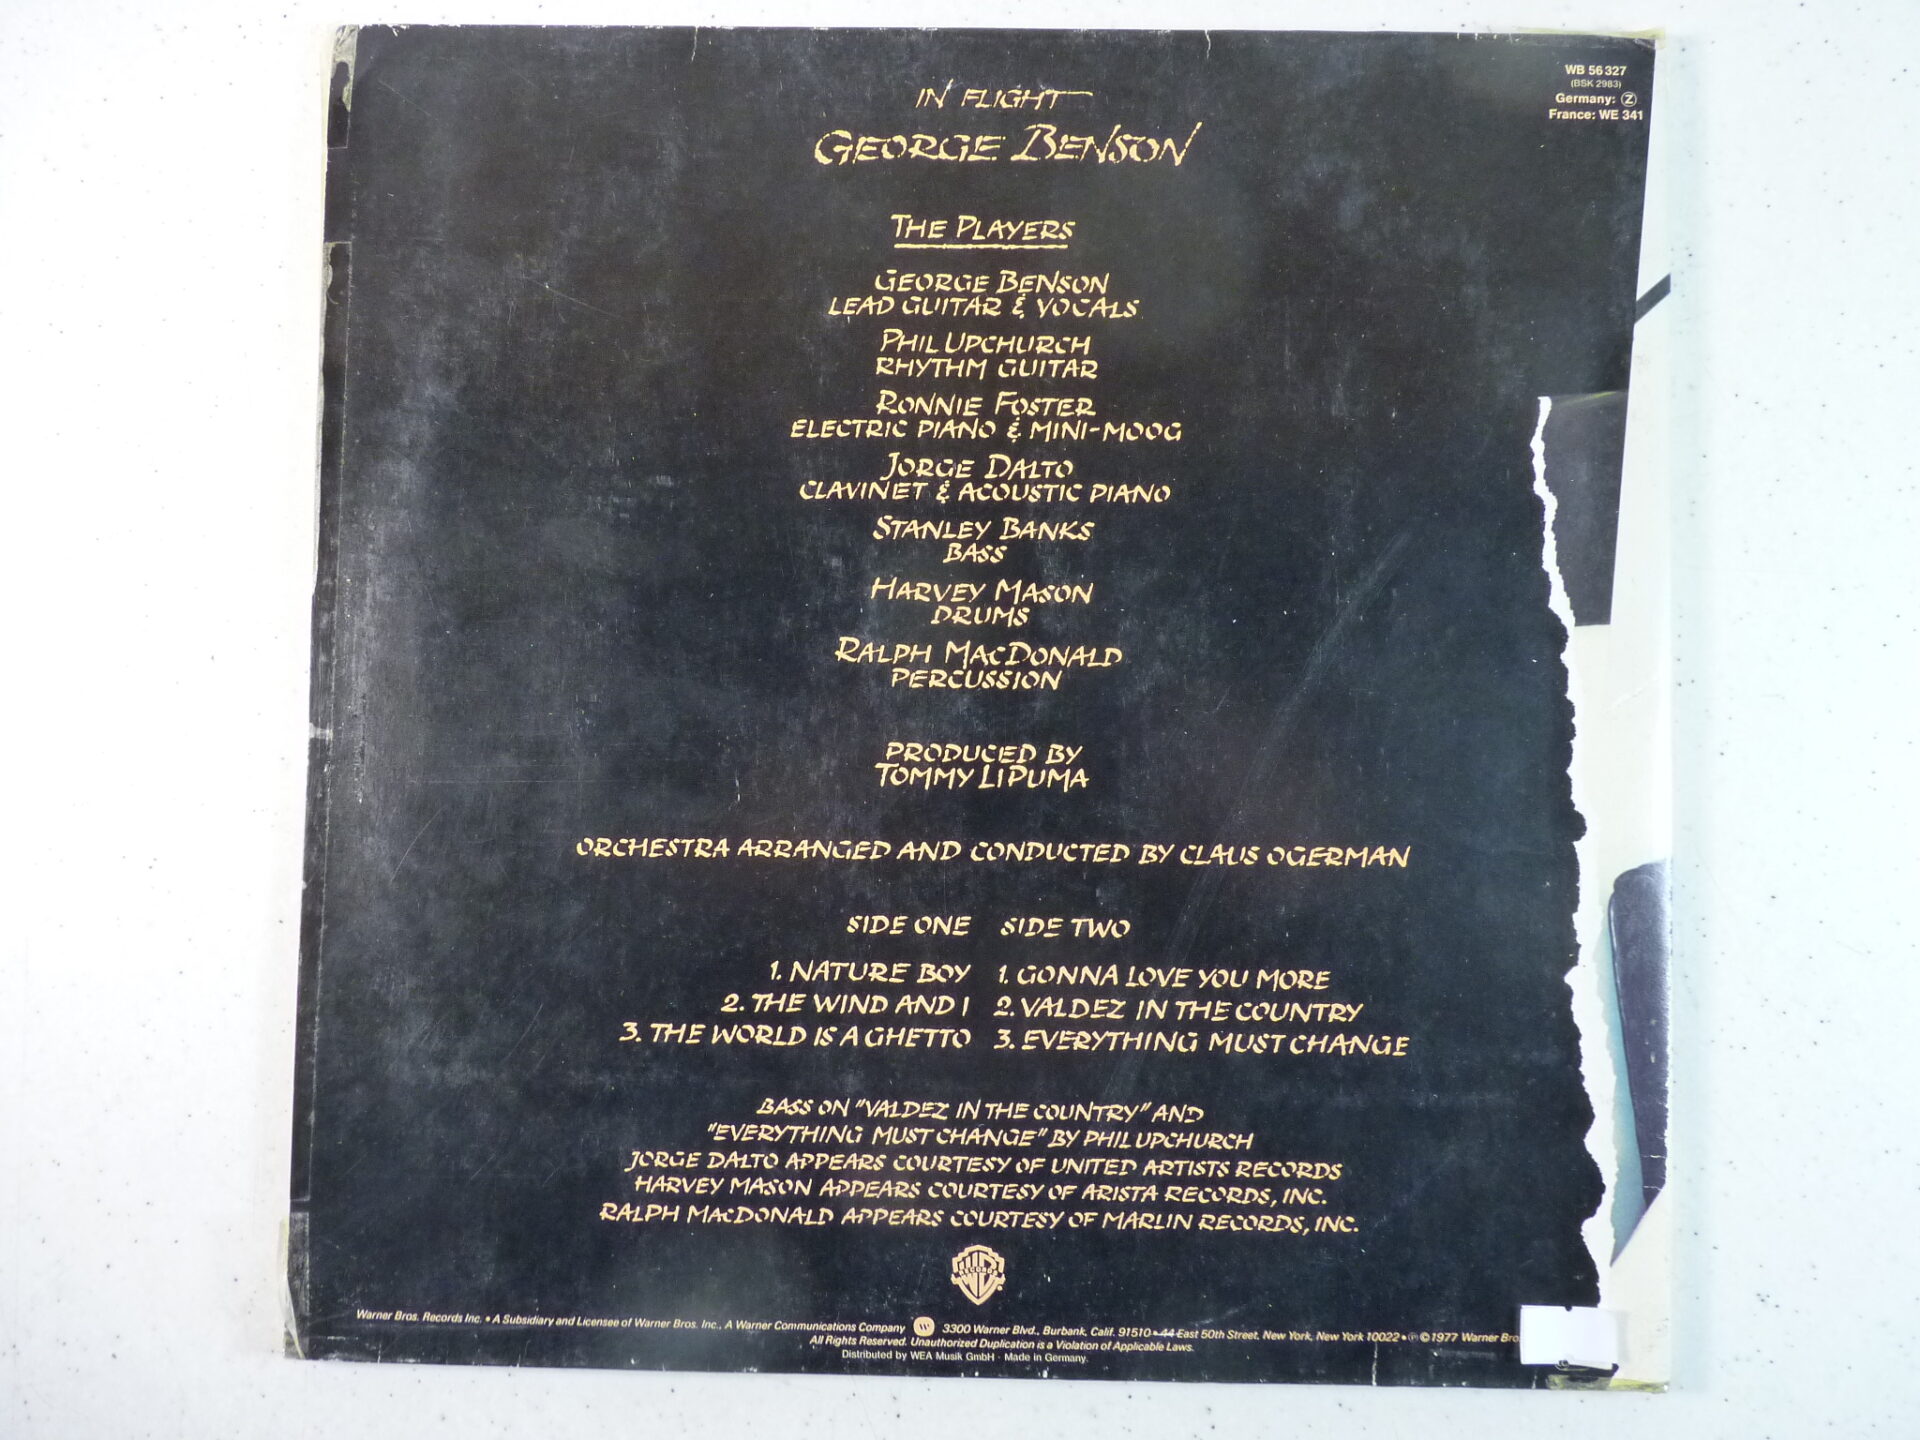 WB 56 327
(BSK 2983)
Germany: Z
France: WE 341
IN FLIGHT
GEORGE BENSON
THE PLAYERS
GEORGE BENSON
LEAD GUITAR & VOCALS
PHIL UPCHURCH
RHYTHM GUITAR
RONNIE FOSTER
ELECTRIC PIANO & MINI-MOOG
JORGE DALTO
CLAVINET & ACOUSTIC PIANO
STANLEY BANKS
BASS
HARVEY MASON
DRUMS
RALPH MACDONALD
PERCUSSION
PRODUCED BY
TOMMY LIPUMA
ORCHESTRA ARRANGED AND CONDUCTED BY CLAUS OGERMAN
SIDE ONE
1. NATURE BOY
2. THE WIND AND I
3. THE WORLD IS A GHETTO
SIDE TWO
1. GONNA LOVE YOU MORE
2. VALDEZ IN THE COUNTRY
3. EVERYTHING MUST CHANGE
BASS ON "VALDEZ IN THE COUNTRY" AND
"EVERYTHING MUST CHANGE" BY PHIL UPCHURCH
JORGE DALTO APPEARS COURTESY OF UNITED ARTISTS RECORDS
HARVEY MASON APPEARS COURTESY OF ARISTA RECORDS, INC.
RALPH MACDONALD APPEARS COURTESY OF MARLIN RECORDS, INC.
WB RECORDS
Warner Bros. Records Inc. • A Subsidiary and Licensee of Warner Bros. Inc., A Warner Communications Company 3300 Warner Blvd., Burbank, Calif. 91510 • 44 East 50th Street, New York, New York 10022 • ℗ © 1977 Warner Bro
All Rights Reserved. Unauthorized Duplication is a Violation of Applicable Laws.
Distributed by WEA Musik GmbH · Made in Germany.